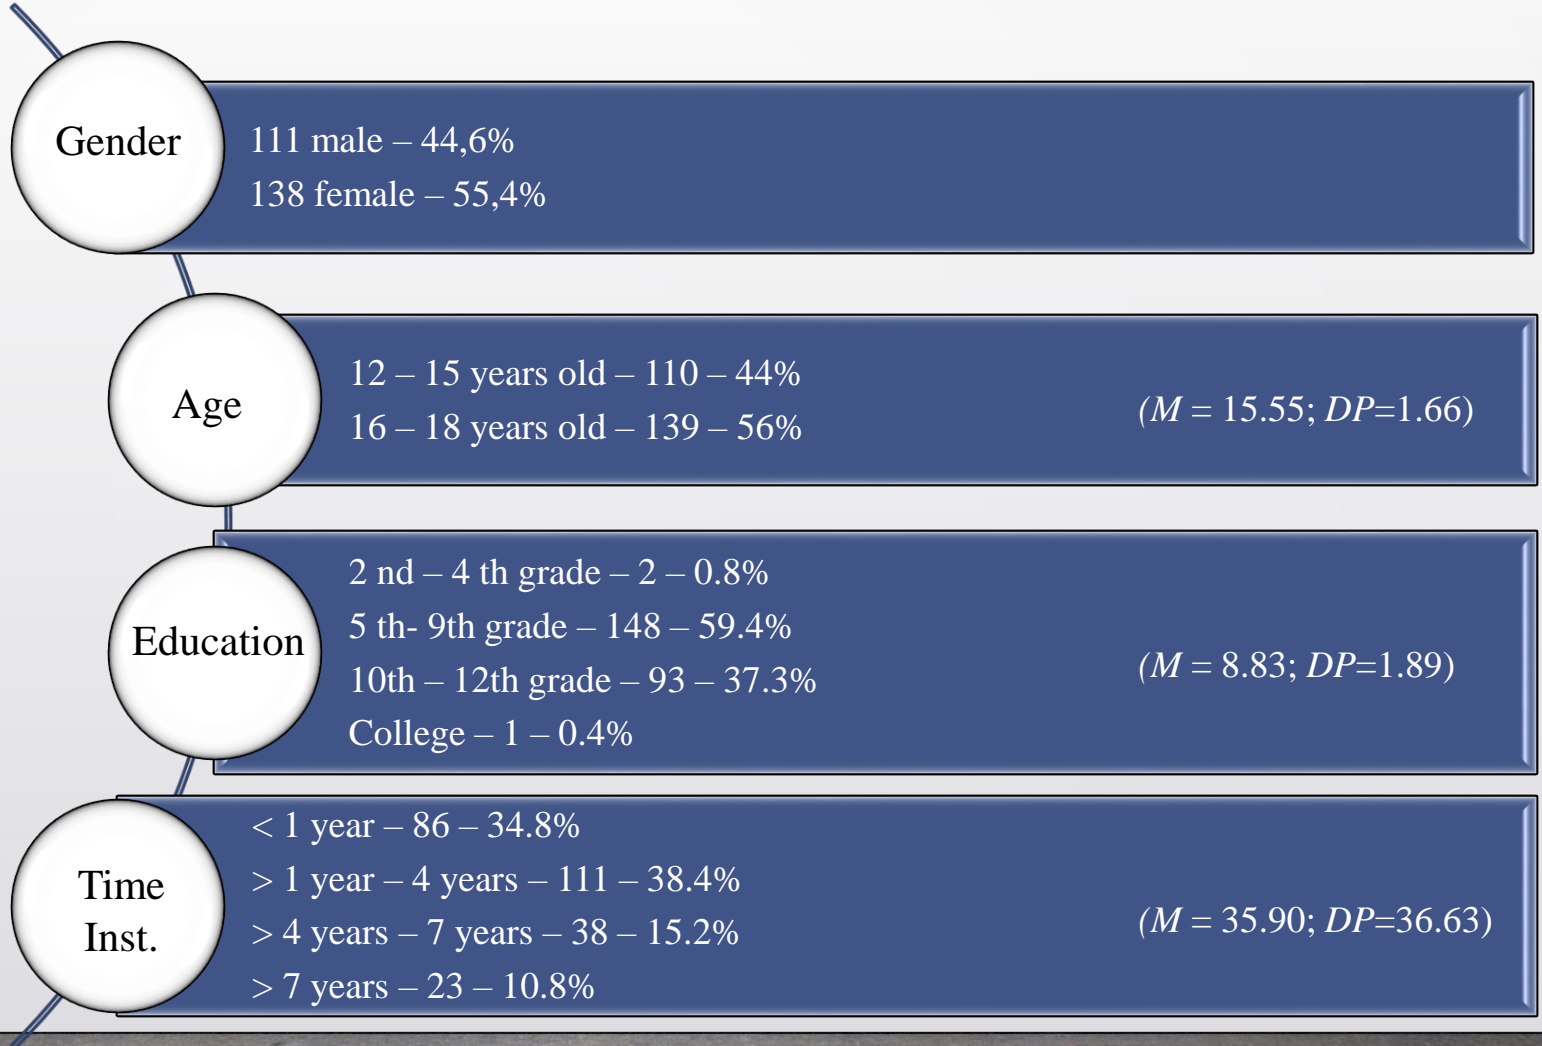 Gender
111 male – 44,6%
138 female – 55,4%
Age
12 – 15 years old – 110 – 44%
16 – 18 years old – 139 – 56%
(M = 15.55; DP=1.66)
Education
2 nd – 4 th grade – 2 – 0.8%
5 th- 9th grade – 148 – 59.4%
10th – 12th grade – 93 – 37.3%
College – 1 – 0.4%
(M = 8.83; DP=1.89)
Time
Inst.
< 1 year – 86 – 34.8%
> 1 year – 4 years – 111 – 38.4%
> 4 years – 7 years – 38 – 15.2%
> 7 years – 23 – 10.8%
(M = 35.90; DP=36.63)